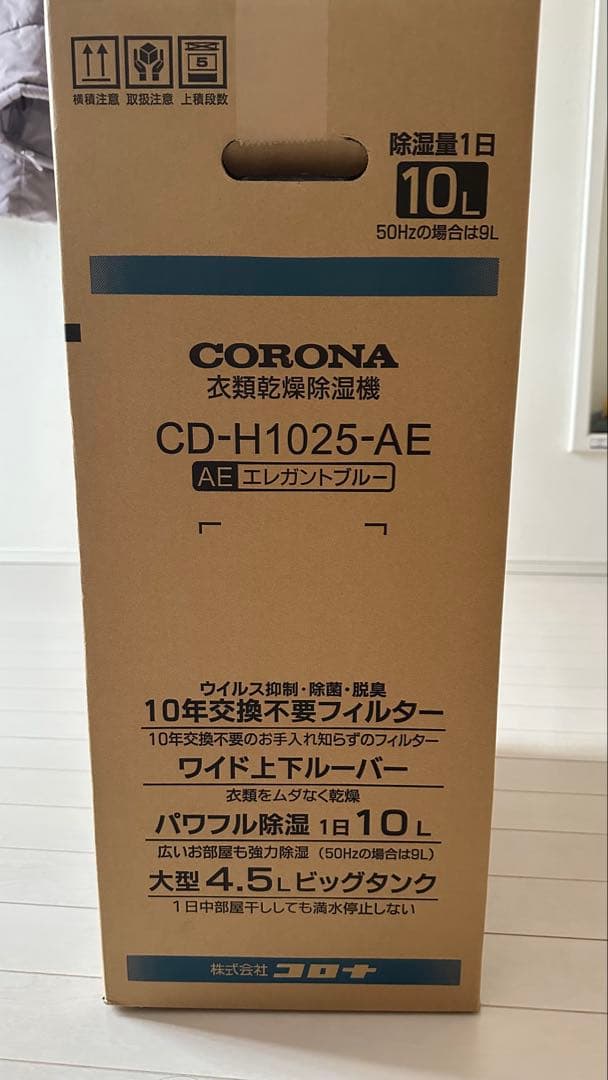 5
横積注意 取扱注意 上積段数
除湿量1日
10L
50Hzの場合は9L
CORONA
衣類乾燥除湿機
CD-H1025-AE
AE エレガントブルー
ウイルス抑制・除菌・脱臭
10年交換不要フィルター
10年交換不要のお手入れ知らずのフィルター
ワイド上下ルーバー
衣類をムダなく乾燥
パワフル除湿 1日10L
広いお部屋も強力除湿（50Hzの場合は9L）
大型4.5Lビッグタンク
1日中部屋干ししても満水停止しない
株式会社 コロナ